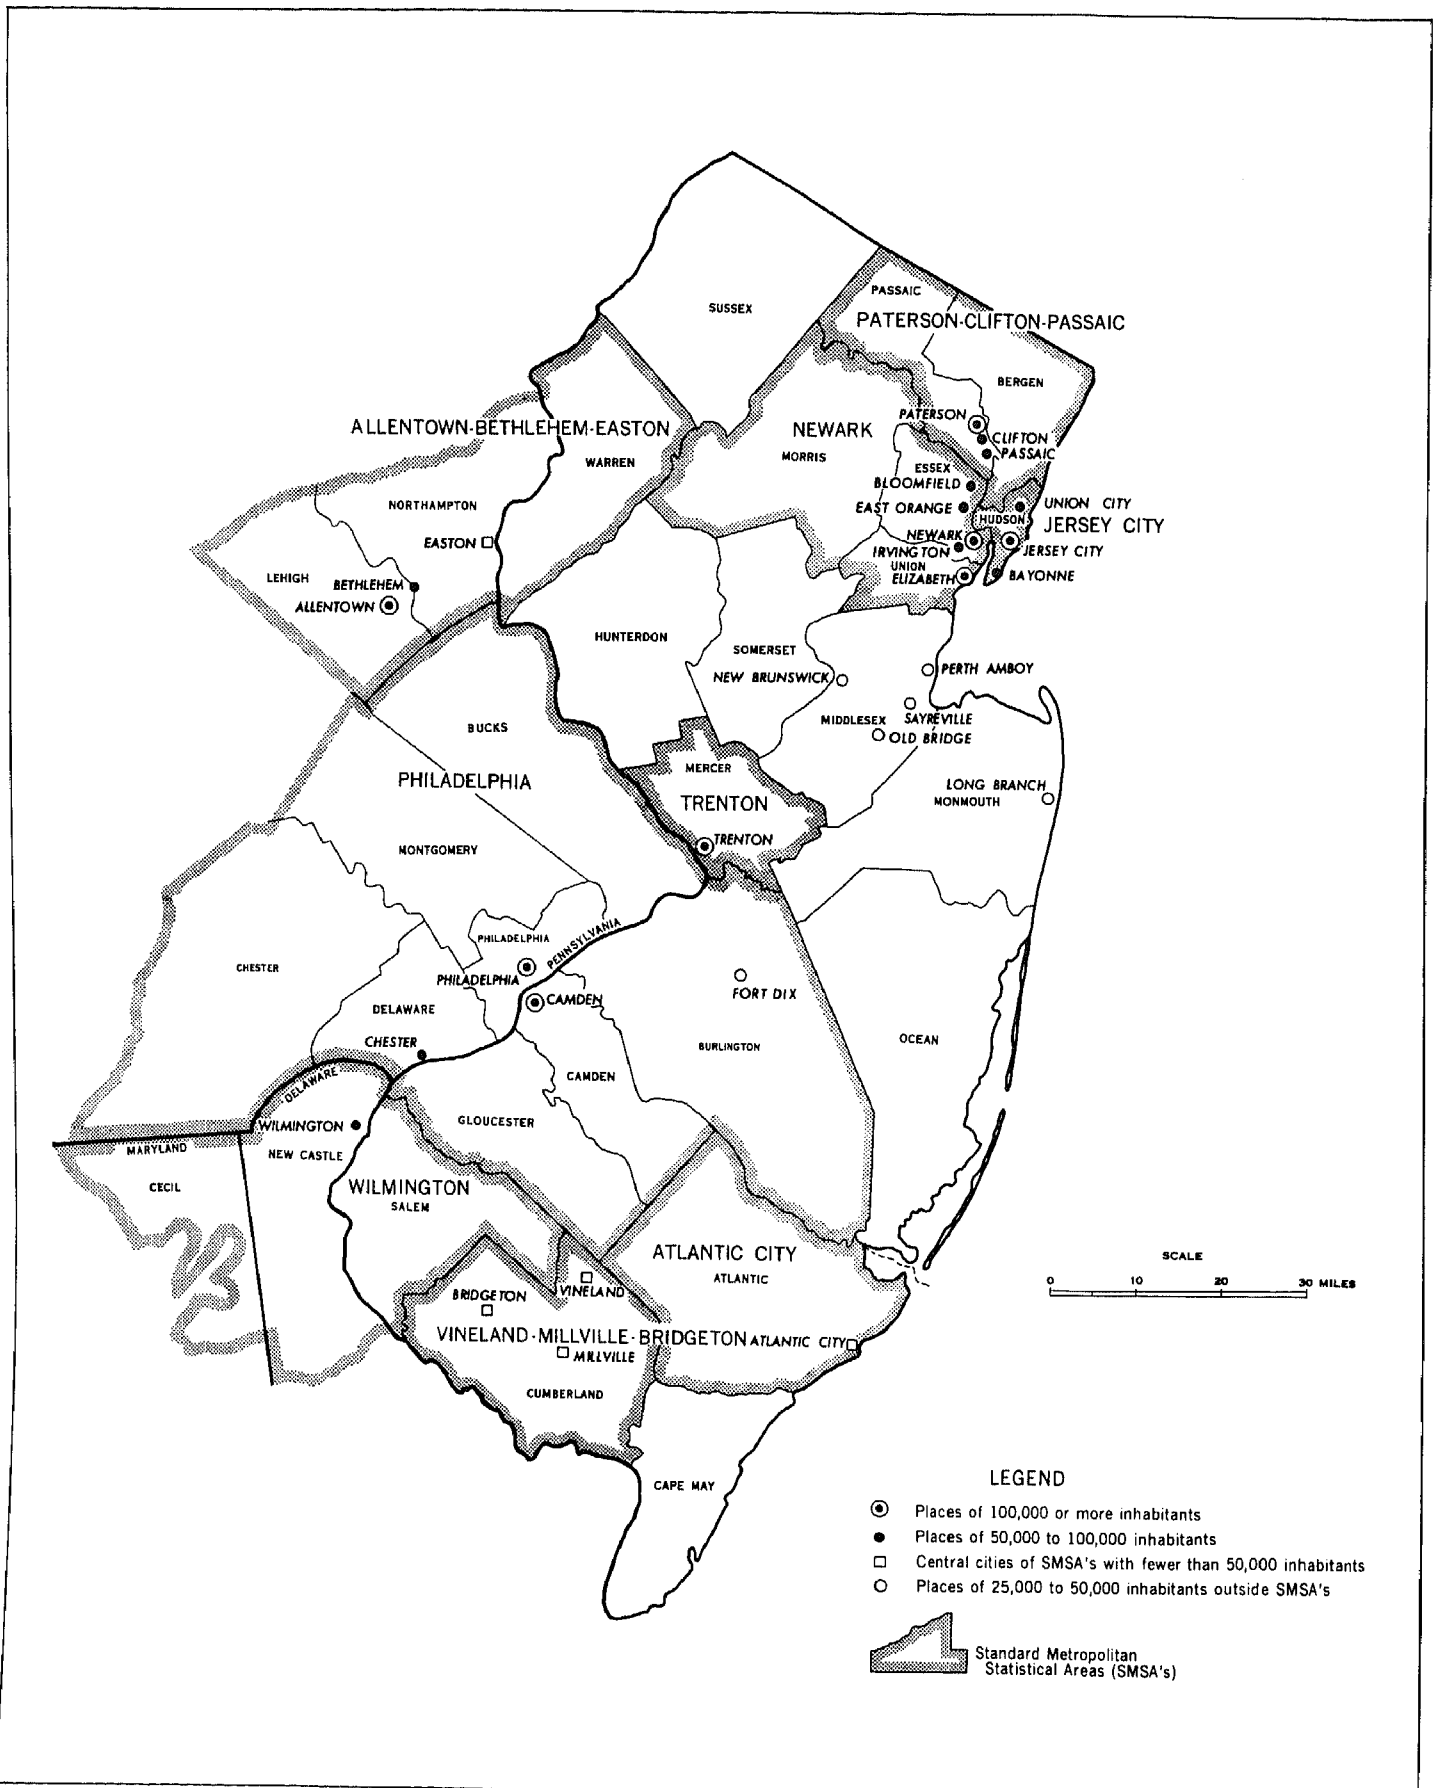 SUSSEX
PASSAIC
PATERSON-CLIFTON-PASSAIC
BERGEN
PATERSON
ALLENTOWN-BETHLEHEM-EASTON
NEWARK
CLIFTON
PASSAIC
WARREN
MORRIS
ESSEX
BLOOMFIELD
NORTHAMPTON
EAST ORANGE
UNION CITY
HUDSON
JERSEY CITY
EASTON
NEWARK
IRVINGTON
JERSEY CITY
UNION
LEHIGH
BETHLEHEM
ELIZABETH
BAYONNE
ALLENTOWN
HUNTERDON
SOMERSET
NEW BRUNSWICK
PERTH AMBOY
BUCKS
MIDDLESEX
SAYREVILLE
OLD BRIDGE
MERCER
PHILADELPHIA
TRENTON
LONG BRANCH
MONMOUTH
TRENTON
MONTGOMERY
PHILADELPHIA
PENNSYLVANIA
CHESTER
PHILADELPHIA
FORT DIX
CAMDEN
DELAWARE
CHESTER
OCEAN
BURLINGTON
CAMDEN
DELAWARE
WILMINGTON
GLOUCESTER
MARYLAND
NEW CASTLE
CECIL
WILMINGTON
SALEM
ATLANTIC CITY
ATLANTIC
SCALE
0 10 20 30 MILES
BRIDGETON
VINELAND
VINELAND-MILLVILLE-BRIDGETON
ATLANTIC CITY
MILLVILLE
CUMBERLAND
CAPE MAY
LEGEND
Places of 100,000 or more inhabitants
Places of 50,000 to 100,000 inhabitants
Central cities of SMSA's with fewer than 50,000 inhabitants
Places of 25,000 to 50,000 inhabitants outside SMSA's
Standard Metropolitan
Statistical Areas (SMSA's)